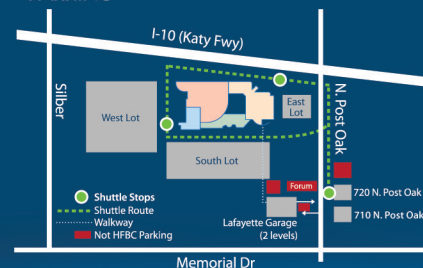 I-10 (Katy Fwy)
Silber
N. Post Oak
West Lot
East
Lot
South Lot
Forum
Shuttle Stops
Shuttle Route
Walkway
Not HFBC Parking
Lafayette Garage
(2 levels)
720 N. Post Oak
710 N. Post Oak
Memorial Dr